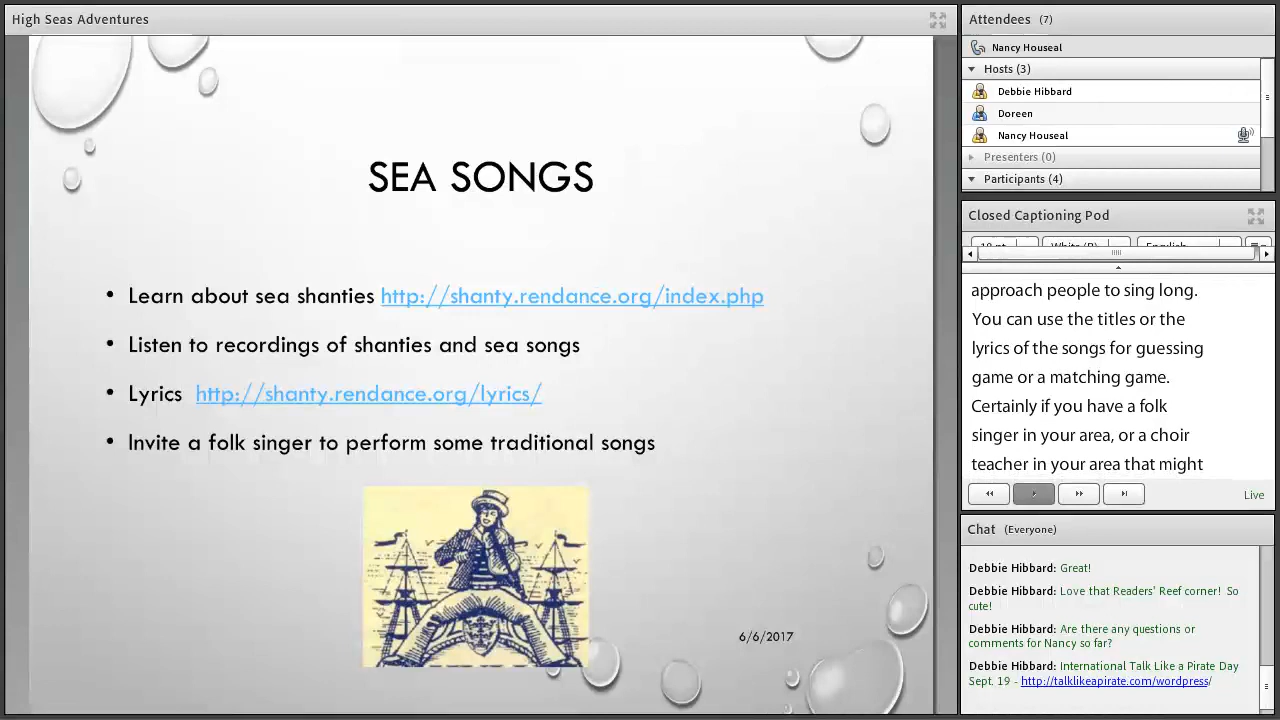 High Seas Adventures
SEA SONGS
• Learn about sea shanties http://shanty.rendance.org/index.php
• Listen to recordings of shanties and sea songs
• Lyrics http://shanty.rendance.org/lyrics/
• Invite a folk singer to perform some traditional songs
6/6/2017
Attendees (7)
Nancy Houseal
Hosts (3)
Debbie Hibbard
Doreen
Nancy Houseal
Presenters (0)
Participants (4)
Closed Captioning Pod
approach people to sing long.
You can use the titles or the
lyrics of the songs for guessing
game or a matching game.
Certainly if you have a folk
singer in your area, or a choir
teacher in your area that might
Live
Chat (Everyone)
Debbie Hibbard: Great!
Debbie Hibbard: Love that Readers' Reef corner! So
cute!
Debbie Hibbard: Are there any questions or
comments for Nancy so far?
Debbie Hibbard: International Talk Like a Pirate Day
Sept. 19 - http://talklikeapirate.com/wordpress/